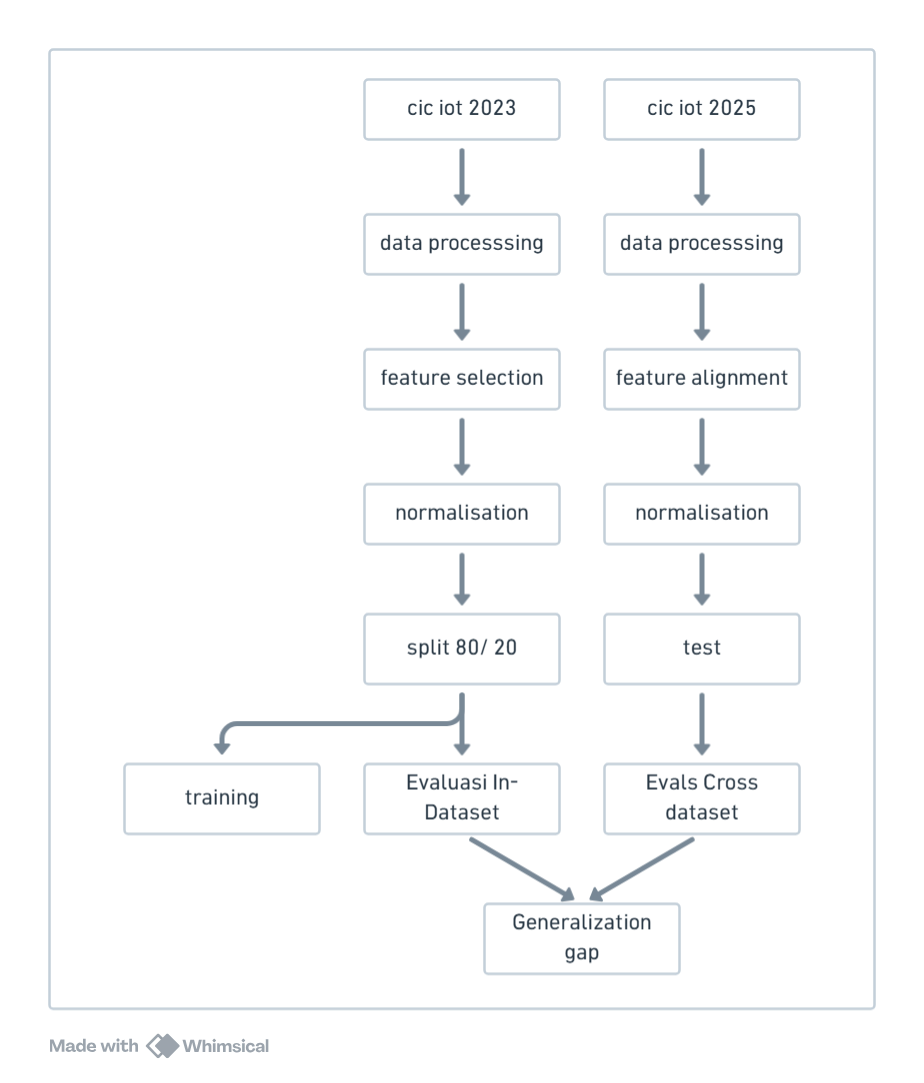 cic iot 2023
cic iot 2025
data processsing
data processsing
feature selection
feature alignment
normalisation
normalisation
split 80/ 20
test
training
Evaluasi In-
Dataset
Evals Cross
dataset
Generalization
gap
Made with Whimsical